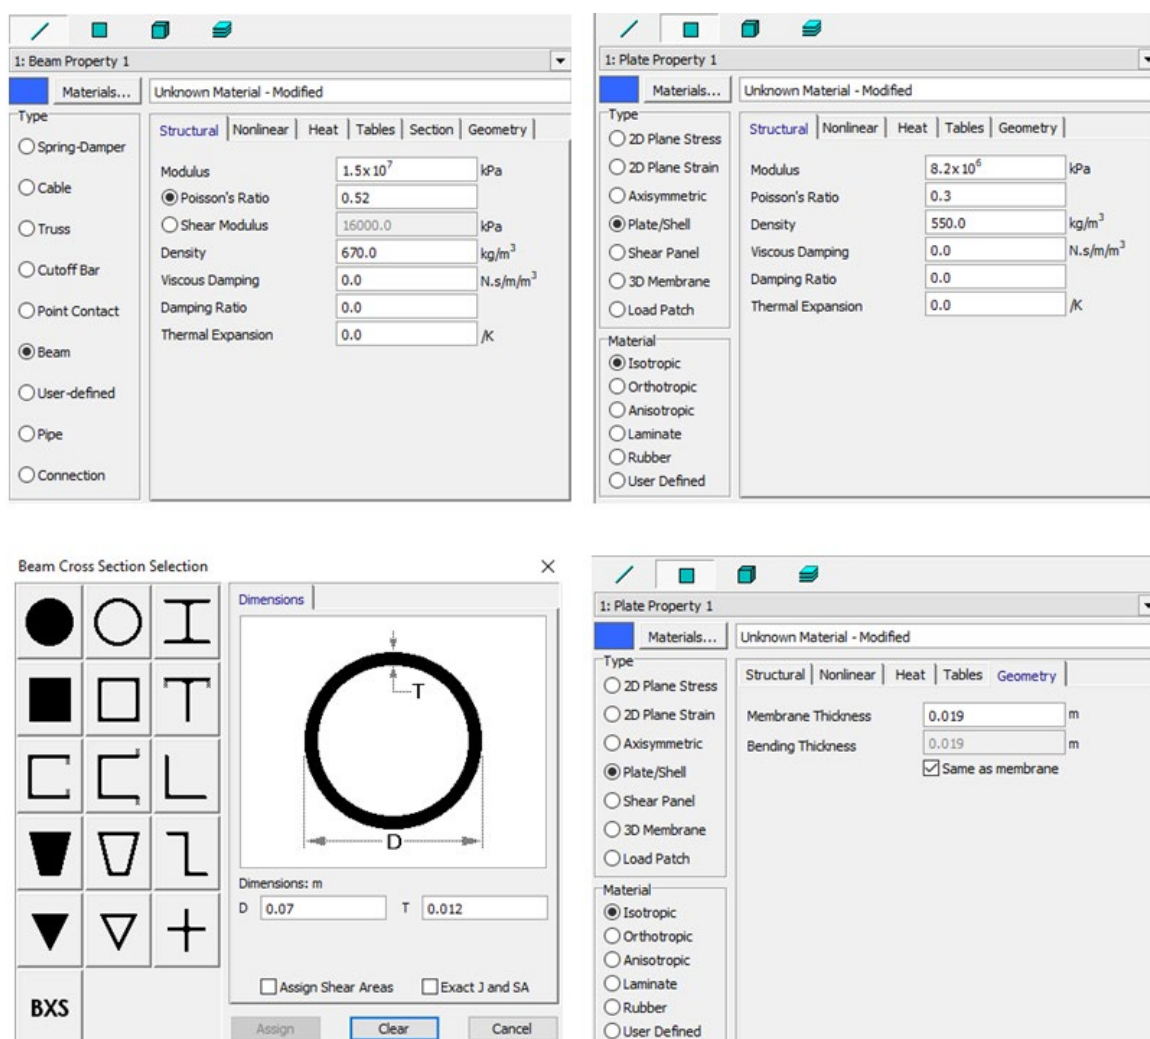 1: Beam Property 1
Materials... Unknown Material - Modified
Type
Spring-Damper
Cable
Truss
Cutoff Bar
Point Contact
Beam
User-defined
Pipe
Connection
Structural Nonlinear Heat Tables Section Geometry
Modulus 1.5x10⁷ kPa
Poisson's Ratio 0.52
Shear Modulus 16000.0 kPa
Density 670.0 kg/m³
Viscous Damping 0.0 N.s/m/m³
Damping Ratio 0.0
Thermal Expansion 0.0 /K
1: Plate Property 1
Materials... Unknown Material - Modified
Type
2D Plane Stress
2D Plane Strain
Axisymmetric
Plate/Shell
Shear Panel
3D Membrane
Load Patch
Material
Isotropic
Orthotropic
Anisotropic
Laminate
Rubber
User Defined
Structural Nonlinear Heat Tables Geometry
Modulus 8.2x10⁶ kPa
Poisson's Ratio 0.3
Density 550.0 kg/m³
Viscous Damping 0.0 N.s/m/m³
Damping Ratio 0.0
Thermal Expansion 0.0 /K
Beam Cross Section Selection
BXS
Dimensions
T
D
Dimensions: m
D 0.07 T 0.012
Assign Shear Areas Exact J and SA
Assign Clear Cancel
1: Plate Property 1
Materials... Unknown Material - Modified
Type
2D Plane Stress
2D Plane Strain
Axisymmetric
Plate/Shell
Shear Panel
3D Membrane
Load Patch
Material
Isotropic
Orthotropic
Anisotropic
Laminate
Rubber
User Defined
Structural Nonlinear Heat Tables Geometry
Membrane Thickness 0.019 m
Bending Thickness 0.019 m
Same as membrane